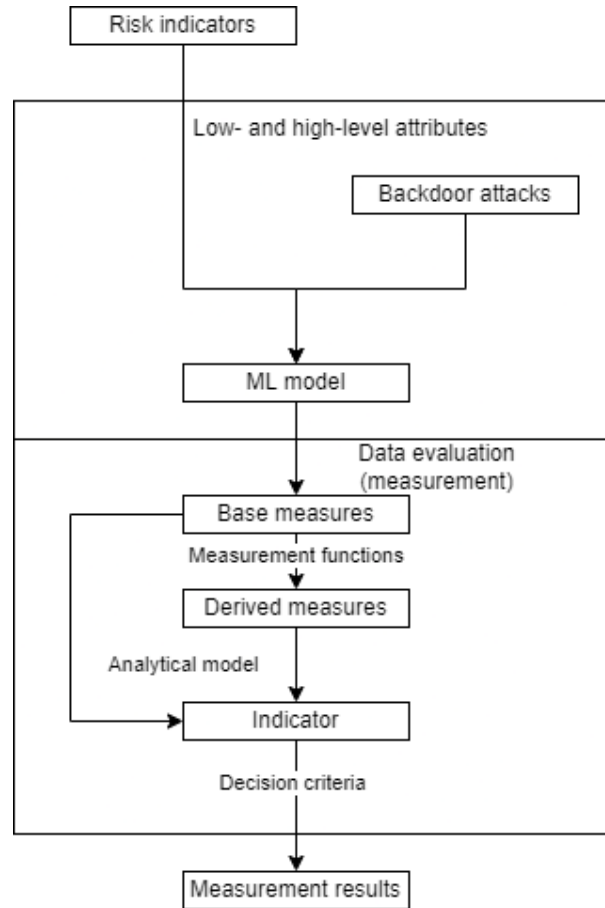 Risk indicators
Low- and high-level attributes
Backdoor attacks
ML model
Data evaluation
(measurement)
Base measures
Measurement functions
Derived measures
Analytical model
Indicator
Decision criteria
Measurement results